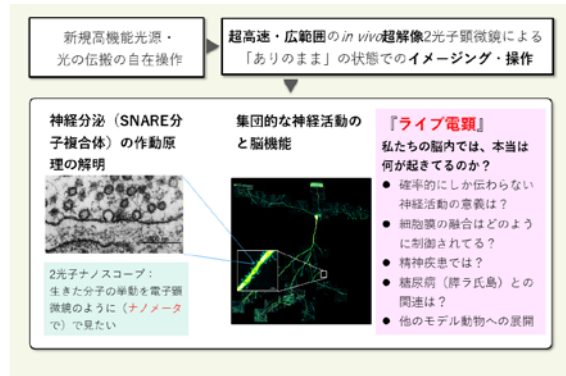 新規高機能光源・
光の伝搬の自在操作
超高速・広範囲のin vivo超解像2光子顕微鏡による
「ありのまま」の状態でのイメージング・操作
神経分泌（SNARE分
子複合体）の作動原
理の解明
2光子ナノスコープ：
生きた分子の挙動を電子顕
微鏡のように（ナノメータ
で）で見たい
集団的な神経活動の
と脳機能
『ライブ電顕』
私たちの脳内では、本当は
何が起きてるのか？
● 確率的にしか伝わらない
神経活動の意義は？
● 細胞膜の融合はどのよう
に制御されてる？
● 精神疾患では？
● 糖尿病（膵ラ氏島）との
関連は？
● 他のモデル動物への展開